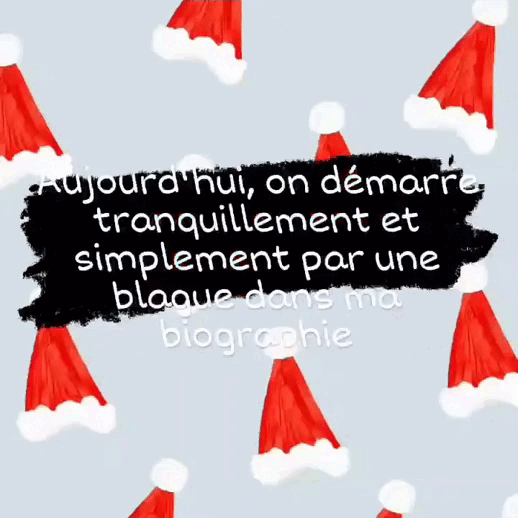 Aujourd'hui, on démarre
tranquillement et
simplement par une
blague dans ma
biographie